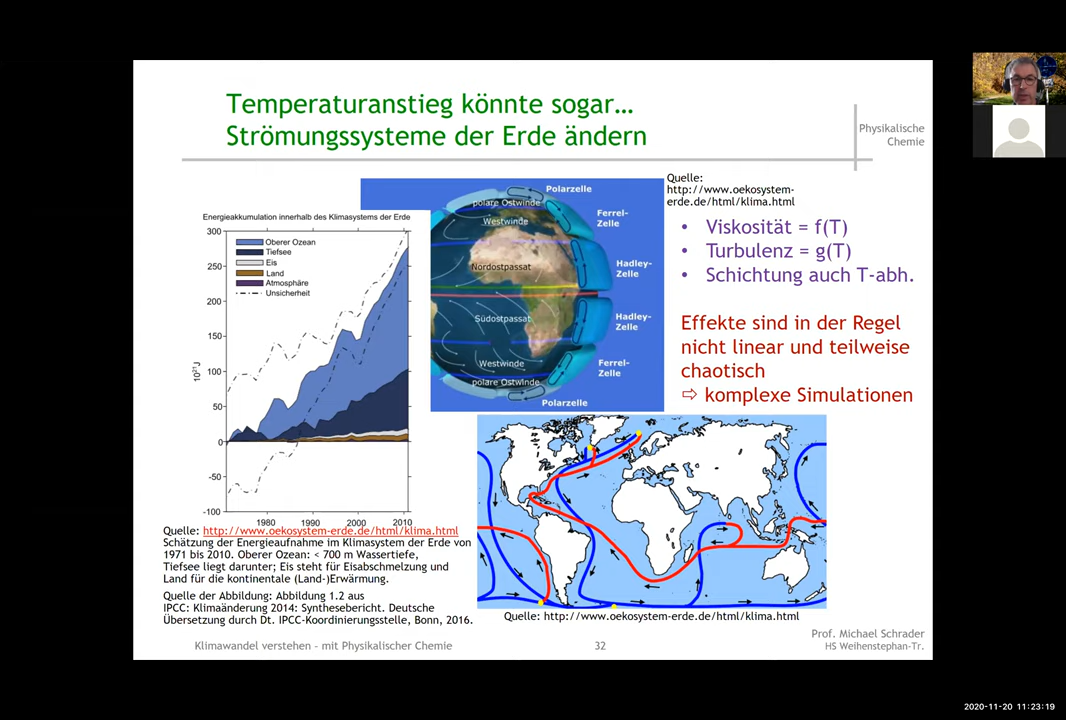 Temperaturanstieg könnte sogar…
Strömungssysteme der Erde ändern
Physikalische
Chemie
Energieakkumulation innerhalb des Klimasystems der Erde
300
250
200
150
100
50
0
-50
-100
10²¹J
Oberer Ozean
Tiefsee
Eis
Land
Atmosphäre
Unsicherheit
1980
1990
2000
2010
Polarzelle
polare Ostwinde
Westwinde
Ferrel-
Zelle
Nordostpassat
Hadley-
Zelle
Südostpassat
Hadley-
Zelle
Westwinde
Ferrel-
Zelle
polare Ostwinde
Polarzelle
Quelle:
http://www.oekosystem-
erde.de/html/klima.html
• Viskosität = f(T)
• Turbulenz = g(T)
• Schichtung auch T-abh.
Effekte sind in der Regel
nicht linear und teilweise
chaotisch
⇨ komplexe Simulationen
Quelle: http://www.oekosystem-erde.de/html/klima.html
Schätzung der Energieaufnahme im Klimasystem der Erde von
1971 bis 2010. Oberer Ozean: < 700 m Wassertiefe,
Tiefsee liegt darunter; Eis steht für Eisabschmelzung und
Land für die kontinentale (Land-)Erwärmung.
Quelle der Abbildung: Abbildung 1.2 aus
IPCC: Klimaänderung 2014: Synthesebericht. Deutsche
Übersetzung durch Dt. IPCC-Koordinierungsstelle, Bonn, 2016.
Quelle: http://www.oekosystem-erde.de/html/klima.html
Klimawandel verstehen – mit Physikalischer Chemie
32
Prof. Michael Schrader
HS Weihenstephan-Tr.
2020-11-20 11:23:19